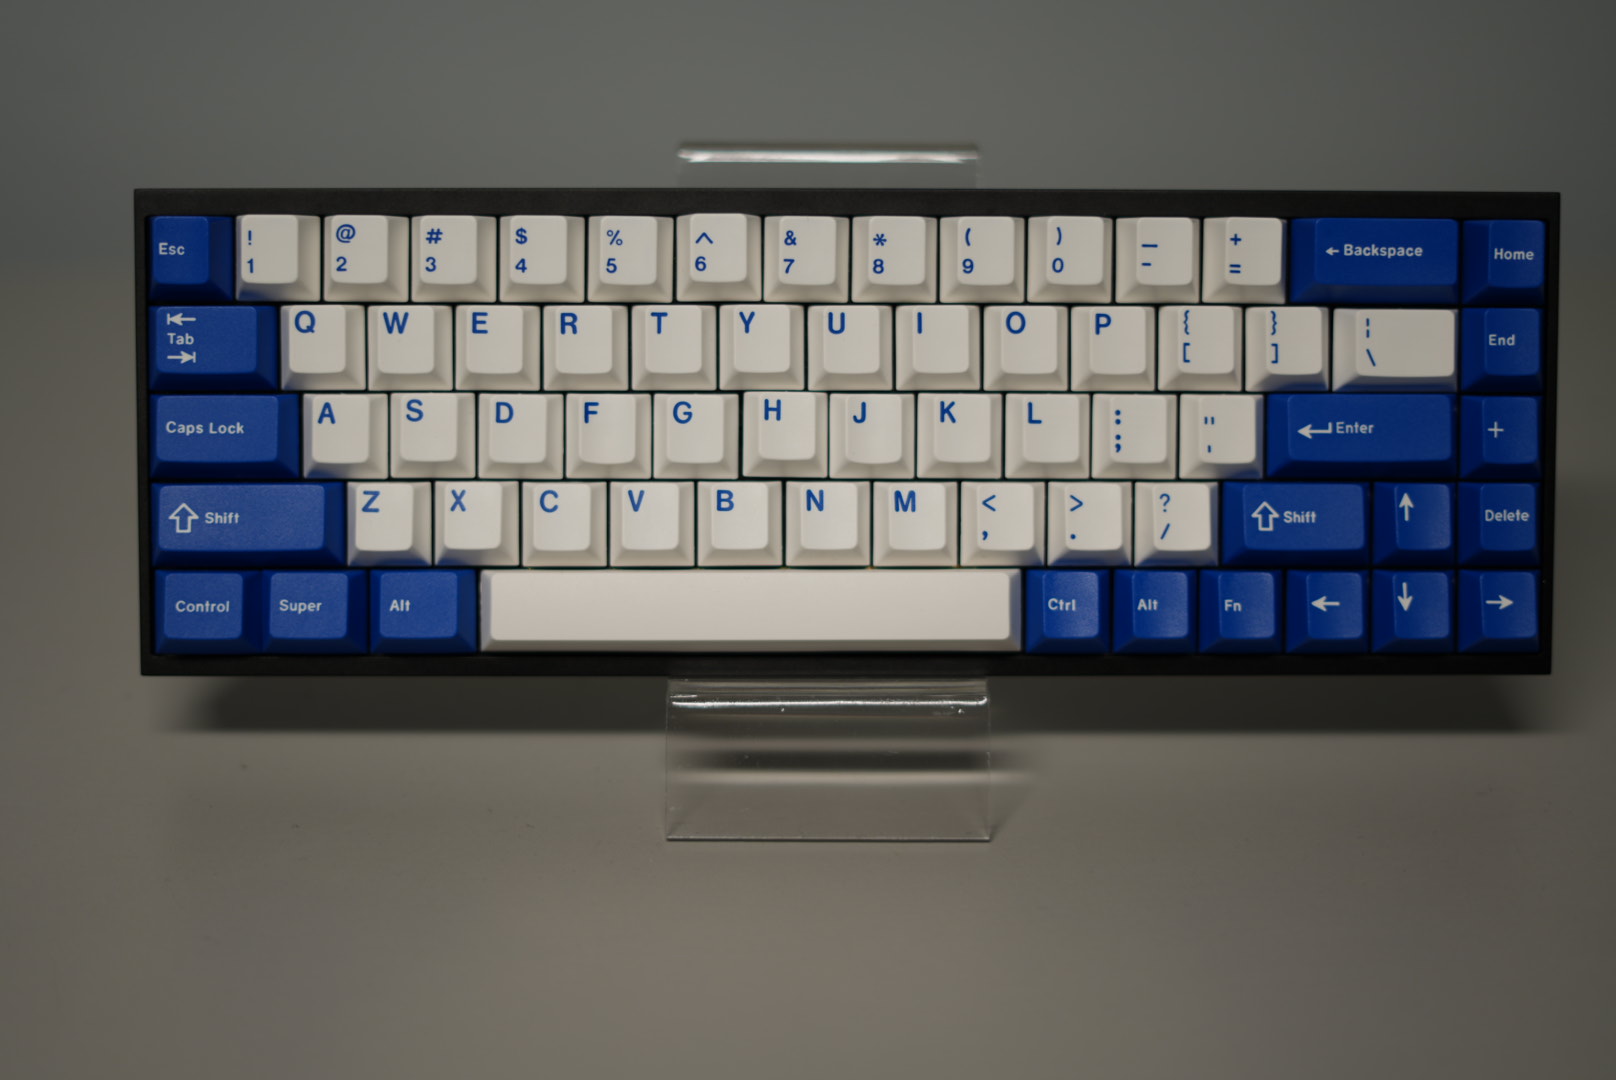 Esc ! @ # $ % ^ & * ( ) _ + ← Backspace Home
1 2 3 4 5 6 7 8 9 0 - =
⇤ Tab ⇥ Q W E R T Y U I O P { } ¦ End
[ ] \
Caps Lock A S D F G H J K L : " ↵ Enter +
; '
⇧ Shift Z X C V B N M < > ? ⇧ Shift ↑ Delete
, . /
Control Super Alt Ctrl Alt Fn ← ↓ →